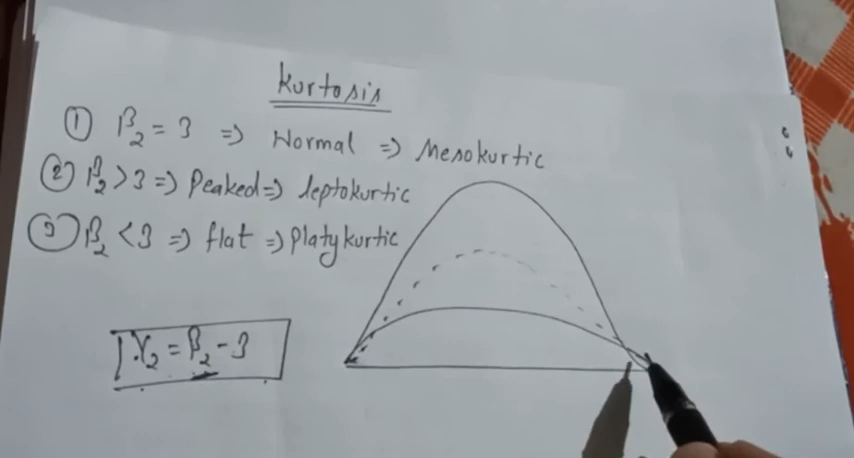 Kurtosis
① β₂ = 3 => Normal => Mesokurtic
② β₂ > 3 => Peaked => leptokurtic
③ β₂ < 3 => flat => Platykurtic
γ₂ = β₂ - 3